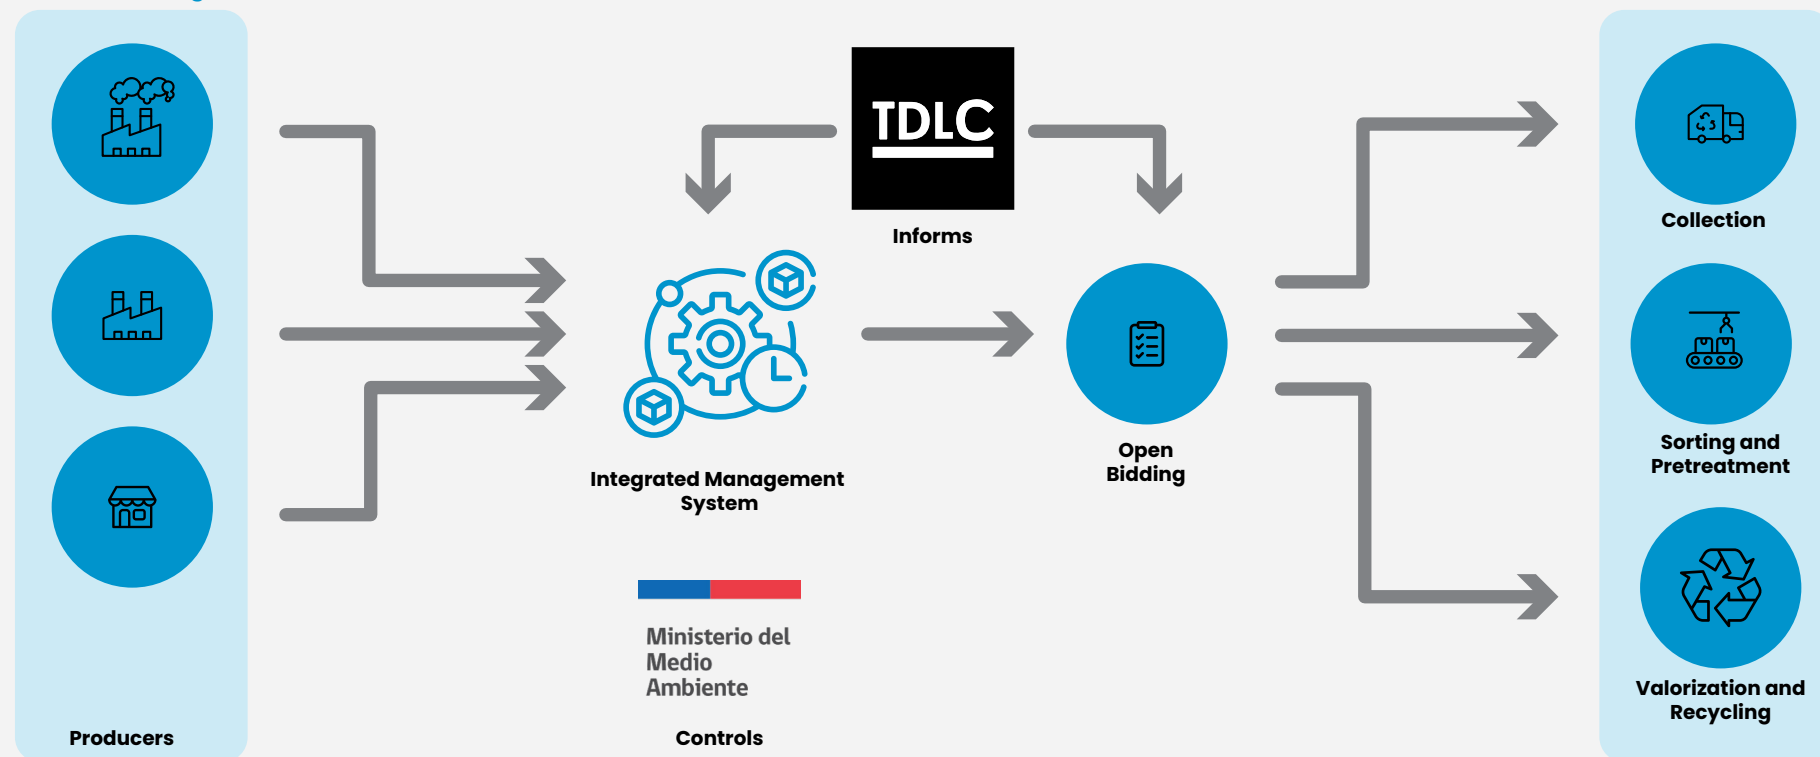 TDLC
Informs
Collection
Integrated Management
System
Open
Bidding
Sorting and
Pretreatment
Ministerio del
Medio
Ambiente
Controls
Producers
Valorization and
Recycling